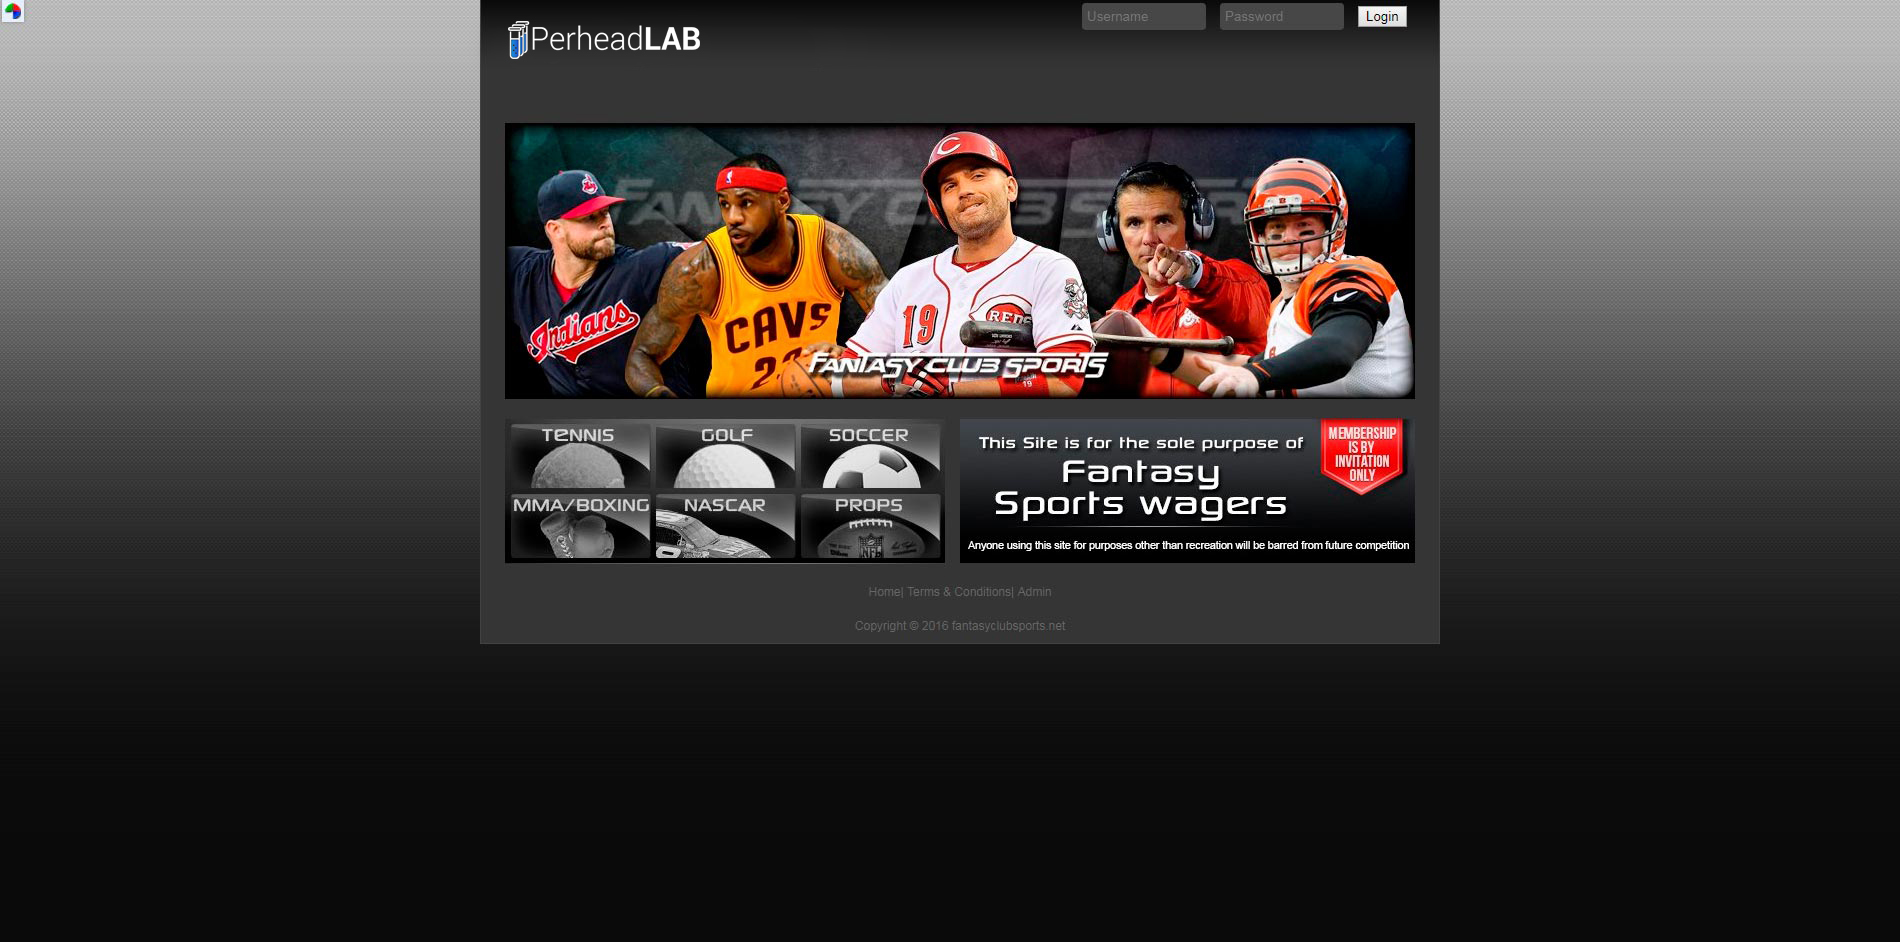 PerheadLAB
Username
Password
Login
FANTASY CLUB SPORTS
Indians
CAVS
19
REDS
19
FANTASY CLUB SPORTS
TENNIS
GOLF
SOCCER
MMA/BOXING
NASCAR
PROPS
NFL
This Site is for the sole purpose of
Fantasy
Sports wagers
MEMBERSHIP
IS BY
INVITATION
ONLY
Anyone using this site for purposes other than recreation will be barred from future competition
Home| Terms & Conditions| Admin
Copyright © 2016 fantasyclubsports.net